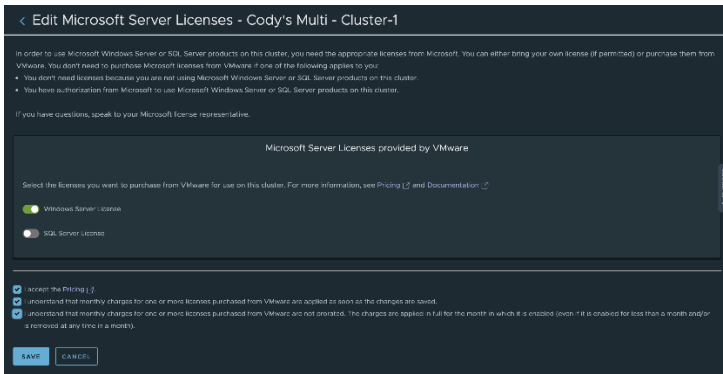 < Edit Microsoft Server Licenses - Cody's Multi - Cluster-1
In order to use Microsoft Windows Server or SQL Server products on this cluster, you need the appropriate licenses from Microsoft. You can either bring your own license (if permitted) or purchase them from
VMware. You don't need to purchase Microsoft licenses from VMware if one of the following applies to you:
• You don't need licenses because you are not using Microsoft Windows Server or SQL Server products on this cluster.
• You have authorization from Microsoft to use Microsoft Windows Server or SQL Server products on this cluster.
If you have questions, speak to your Microsoft license representative.
Microsoft Server Licenses provided by VMware
Select the licenses you want to purchase from VMware for use on this cluster. For more information, see Pricing and Documentation
Windows Server License
SQL Server License
I accept the Pricing.
I understand that monthly charges for one or more licenses purchased from VMware are applied as soon as the changes are saved.
I understand that monthly charges for one or more licenses purchased from VMware are not prorated. The charges are applied in full for the month in which it is enabled (even if it is enabled for less than a month and/or
is removed at any time in a month).
SAVE CANCEL